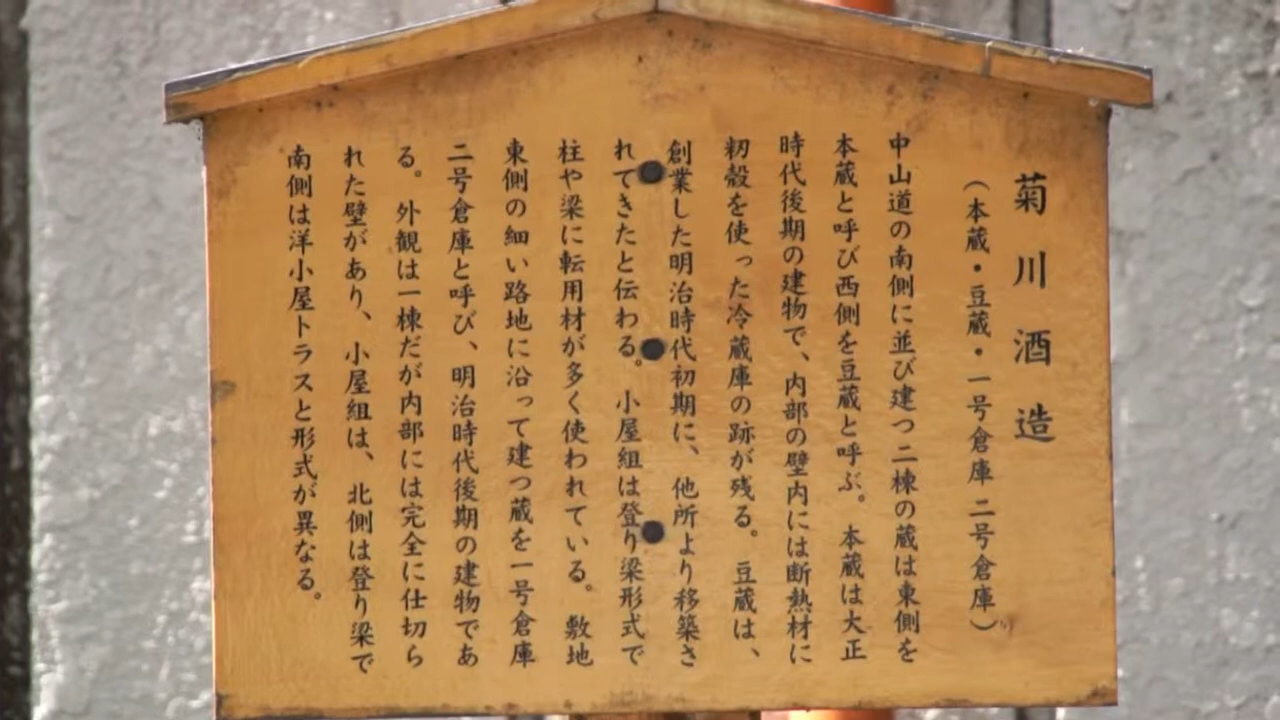 菊川酒造
（本蔵・豆蔵・一号倉庫 二号倉庫）
中山道の南側に並び建つ二棟の蔵は東側を
本蔵と呼び西側を豆蔵と呼ぶ。本蔵は大正
時代後期の建物で、内部の壁内には断熱材に
籾殻を使った冷蔵庫の跡が残る。豆蔵は、
創業した明治時代初期に、他所より移築さ
れてきたと伝わる。小屋組は登り梁形式で
柱や梁に転用材が多く使われている。敷地
東側の細い路地に沿って建つ蔵を一号倉庫
二号倉庫と呼び、明治時代後期の建物であ
る。外観は一棟だが内部には完全に仕切ら
れた壁があり、小屋組は、北側は登り梁で
南側は洋小屋トラスと形式が異なる。